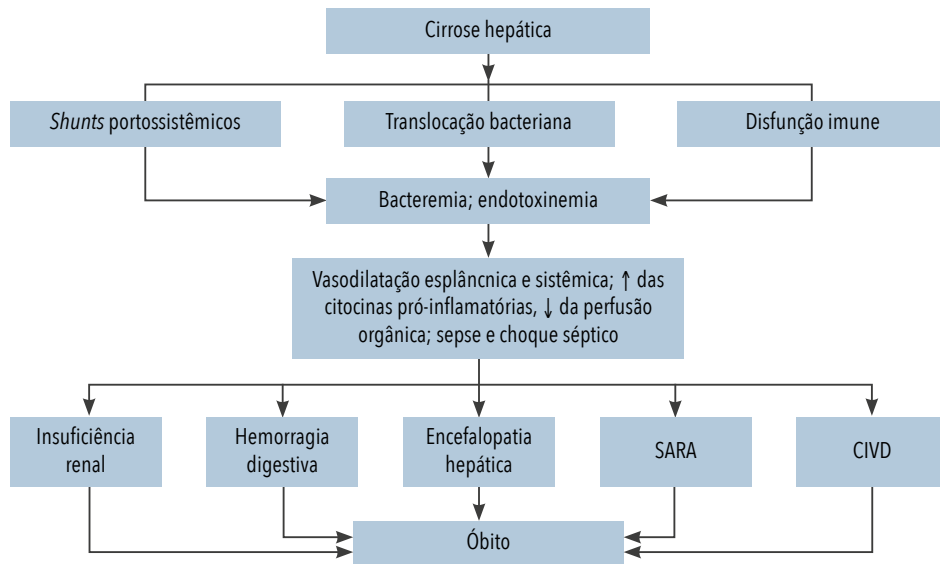 Cirrose hepática
Shunts portossistêmicos
Translocação bacteriana
Disfunção imune
Bacteremia; endotoxinemia
Vasodilatação esplâncnica e sistêmica; ↑ das
citocinas pró-inflamatórias, ↓ da perfusão
orgânica; sepse e choque séptico
Insuficiência
renal
Hemorragia
digestiva
Encefalopatia
hepática
SARA
CIVD
Óbito